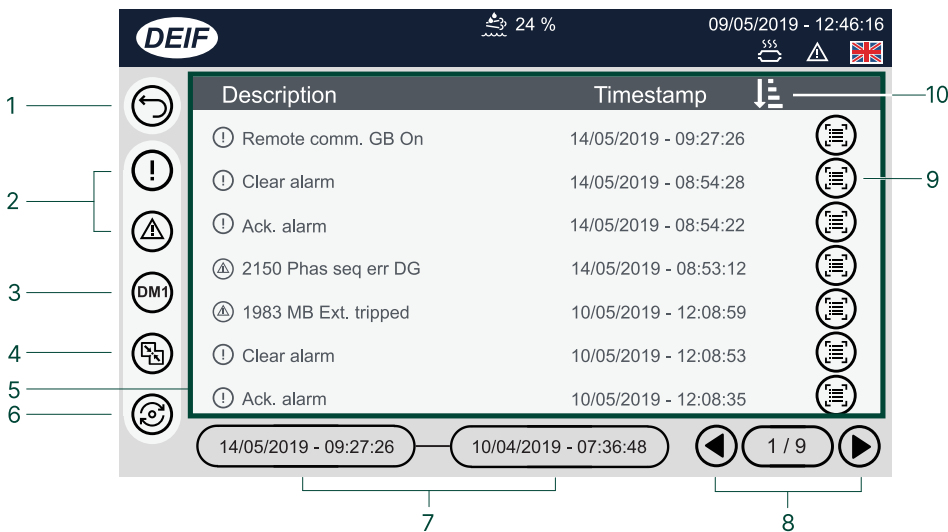 DEIF
24 %
09/05/2019 - 12:46:16
Description Timestamp
10
1
Remote comm. GB On 14/05/2019 - 09:27:26
2
Clear alarm 14/05/2019 - 08:54:28
9
Ack. alarm 14/05/2019 - 08:54:22
2150 Phas seq err DG 14/05/2019 - 08:53:12
3
DM1
1983 MB Ext. tripped 10/05/2019 - 12:08:59
4
Clear alarm 10/05/2019 - 12:08:53
5
Ack. alarm 10/05/2019 - 12:08:35
6
14/05/2019 - 09:27:26 10/04/2019 - 07:36:48 1 / 9
7
8